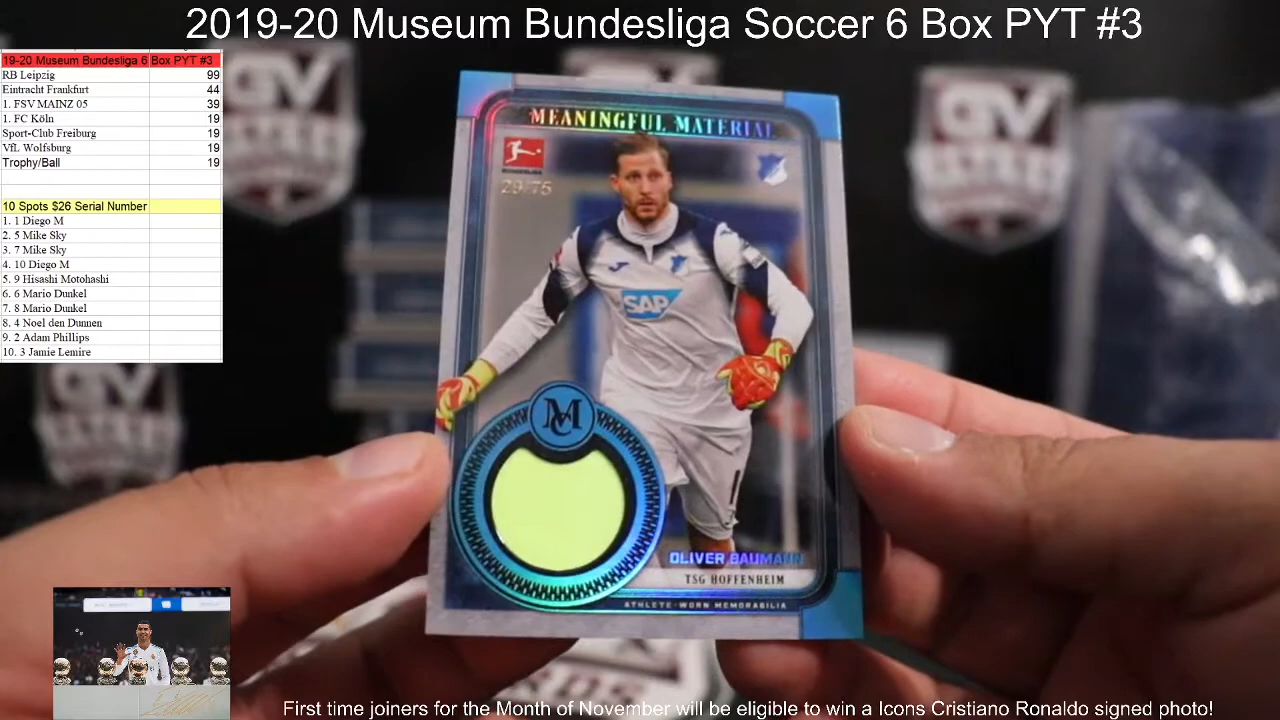 2019-20 Museum Bundesliga Soccer 6 Box PYT #3
19-20 Museum Bundesliga 6 Box PYT #3
RB Leipzig 99
Eintracht Frankfurt 44
1. FSV MAINZ 05 39
1. FC Köln 19
Sport-Club Freiburg 19
VfL Wolfsburg 19
Trophy/Ball 19
10 Spots $26 Serial Number
1. 1 Diego M
2. 5 Mike Sky
3. 7 Mike Sky
4. 10 Diego M
5. 9 Hisashi Motohashi
6. 6 Mario Dunkel
7. 8 Mario Dunkel
8. 4 Noel den Dunnen
9. 2 Adam Phillips
10. 3 Jamie Lemire
MEANINGFUL MATERIAL
BUNDESLIGA
29/75
SAP
1
MC
OLIVER BAUMANN
TSG HOFFENHEIM
ATHLETE-WORN MEMORABILIA
GV
GV
GV
First time joiners for the Month of November will be eligible to win a Icons Cristiano Ronaldo signed photo!